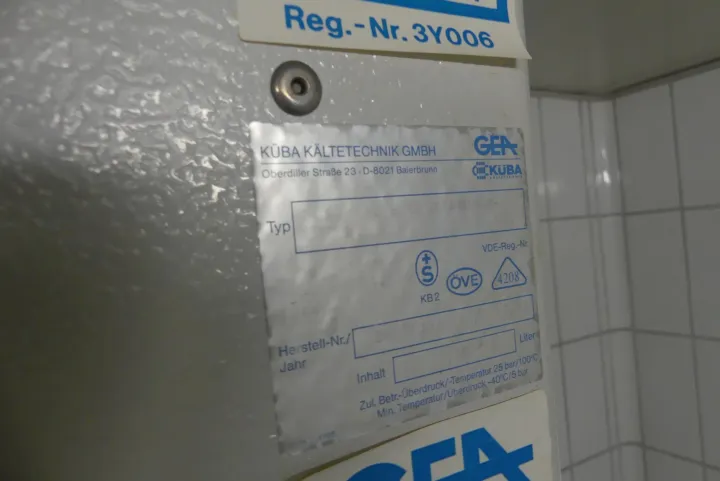 Reg.-Nr. 3Y006
KÜBA KÄLTETECHNIK GMBH
Oberdiller Straße 23 · D-8021 Baierbrunn
GEA
KÜBA
Typ
VDE-Reg.-Nr.
+S
KB2
ÖVE
4208
Herstell-Nr./
Jahr
Inhalt
Liter
Zul. Betr.-Überdruck/-Temperatur 28 bar/100°C
Min. Temperatur/Überdruck -40°C/5 bar
GEA